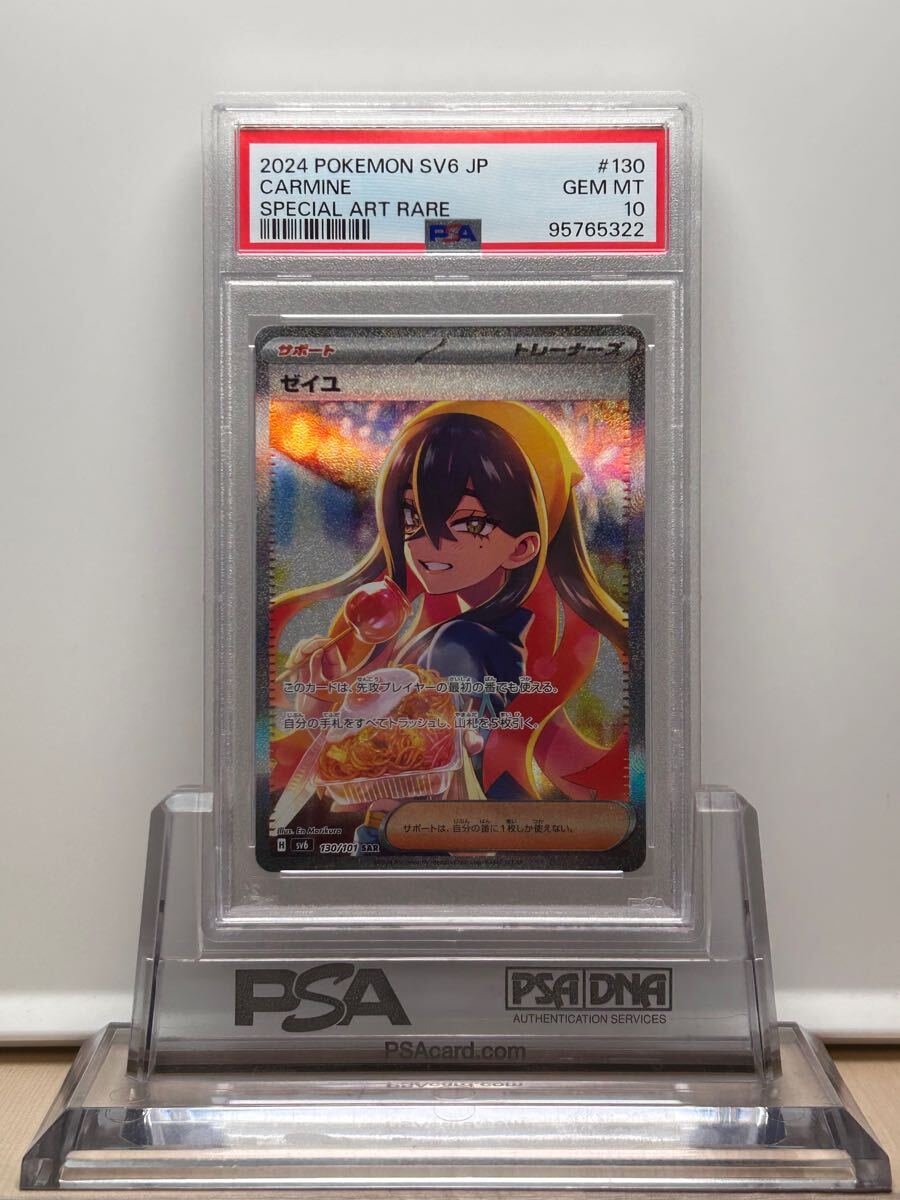 2024 POKEMON SV6 JP #130
CARMINE GEM MT
SPECIAL ART RARE 10
PSA 95765322
サポート トレーナーズ
ゼイユ
このカードは、先攻プレイヤーの最初の番でも使える。
自分の手札をすべてトラッシュし、山札を5枚引く。
サポートは、自分の番に1枚しか使えない。
Illus. En Morikura
H sv6 130/101 SAR
PSA
PSA PSA/DNA
AUTHENTICATION SERVICES
PSAcard.com